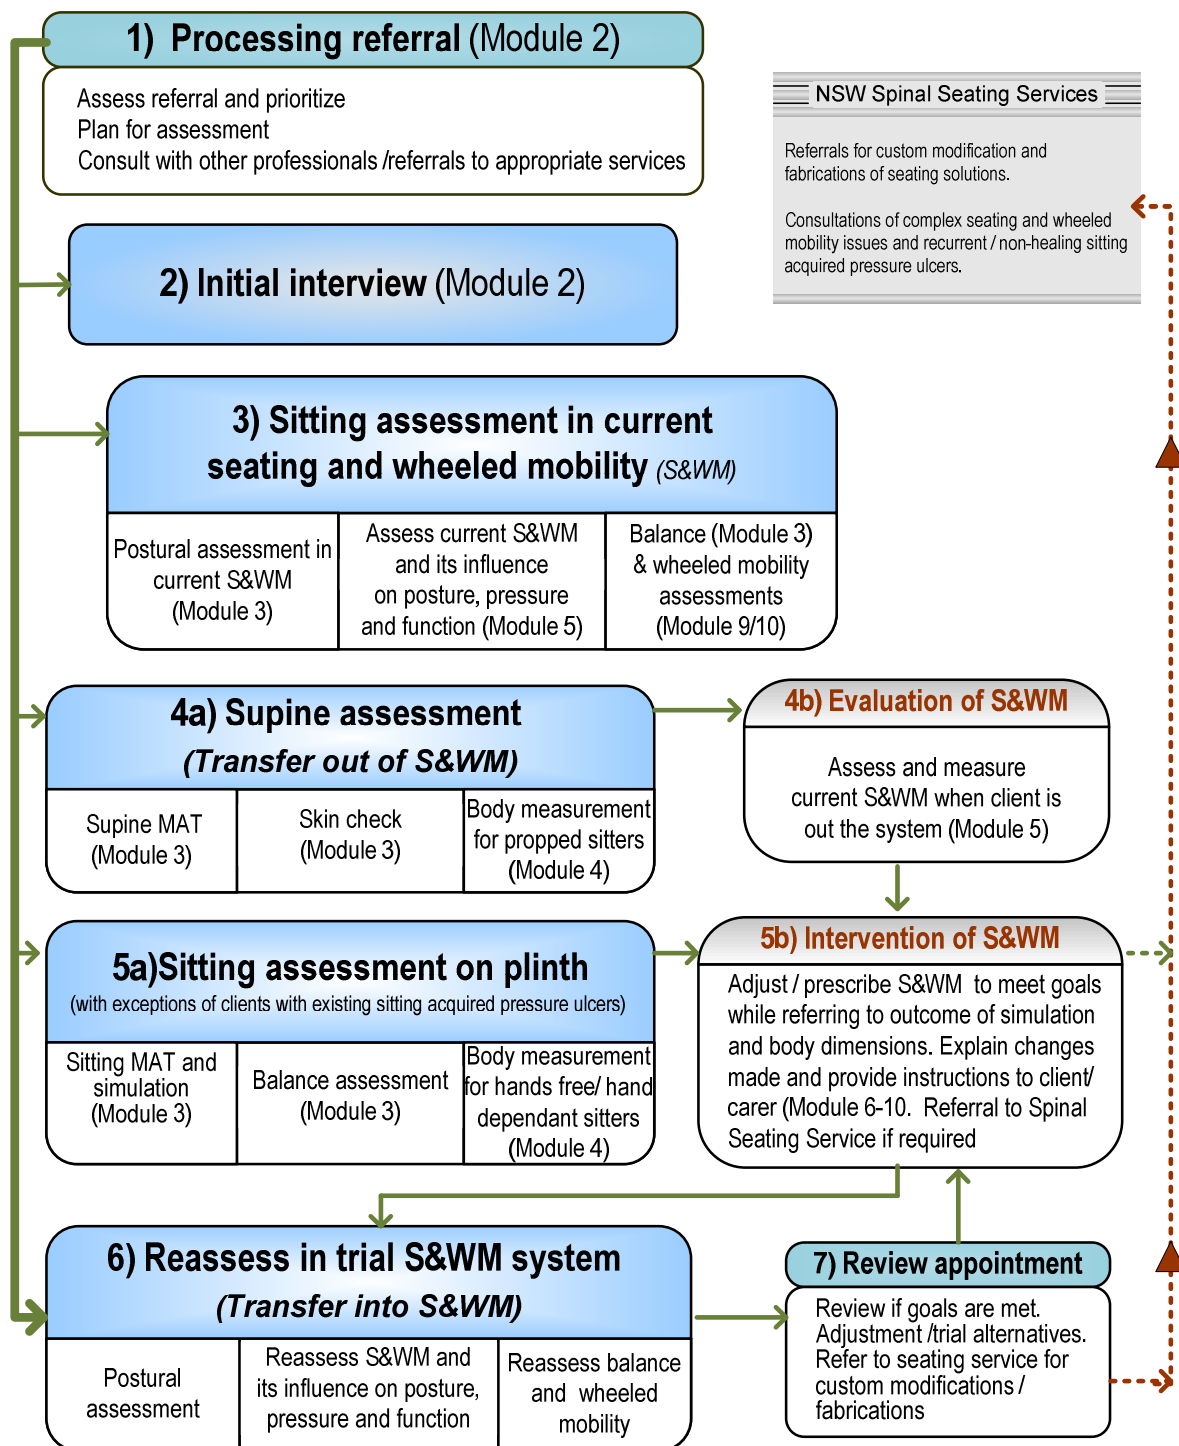 1) Processing referral (Module 2)
Assess referral and prioritize
Plan for assessment
Consult with other professionals /referrals to appropriate services
NSW Spinal Seating Services
Referrals for custom modification and
fabrications of seating solutions.
Consultations of complex seating and wheeled
mobility issues and recurrent / non-healing sitting
acquired pressure ulcers.
2) Initial interview (Module 2)
3) Sitting assessment in current
seating and wheeled mobility (S&WM)
Postural assessment in
current S&WM
(Module 3)
Assess current S&WM
and its influence
on posture, pressure
and function (Module 5)
Balance (Module 3)
& wheeled mobility
assessments
(Module 9/10)
4a) Supine assessment
(Transfer out of S&WM)
Supine MAT
(Module 3)
Skin check
(Module 3)
Body measurement
for propped sitters
(Module 4)
4b) Evaluation of S&WM
Assess and measure
current S&WM when client is
out the system (Module 5)
5a)Sitting assessment on plinth
(with exceptions of clients with existing sitting acquired pressure ulcers)
Sitting MAT and
simulation
(Module 3)
Balance assessment
(Module 3)
Body measurement
for hands free/ hand
dependant sitters
(Module 4)
5b) Intervention of S&WM
Adjust / prescribe S&WM to meet goals
while referring to outcome of simulation
and body dimensions. Explain changes
made and provide instructions to client/
carer (Module 6-10. Referral to Spinal
Seating Service if required
6) Reassess in trial S&WM system
(Transfer into S&WM)
Postural
assessment
Reassess S&WM and
its influence on posture,
pressure and function
Reassess balance
and wheeled
mobility
7) Review appointment
Review if goals are met.
Adjustment /trial alternatives.
Refer to seating service for
custom modifications /
fabrications